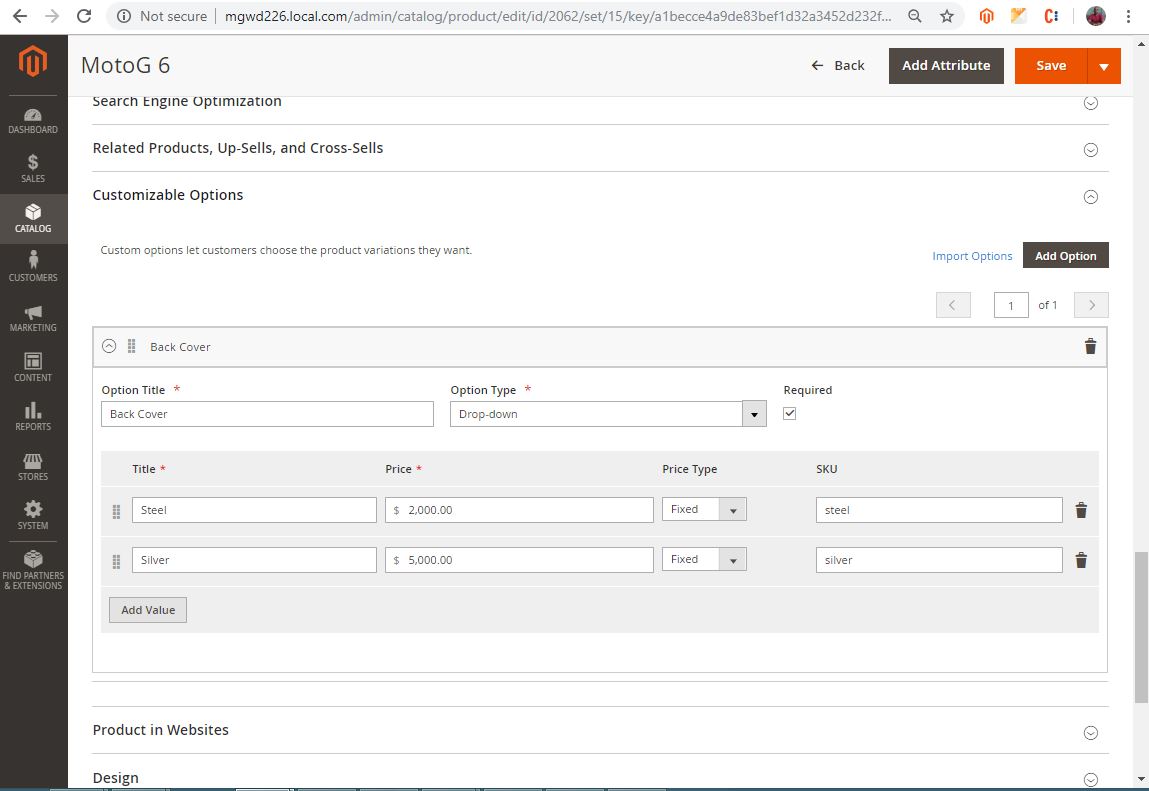 Not secure | mgwd226.local.com/admin/catalog/product/edit/id/2062/set/15/key/a1becce4a9de83bef1d32a3452d232f...
MotoG 6
Back
Add Attribute
Save
DASHBOARD
SALES
CATALOG
CUSTOMERS
MARKETING
CONTENT
REPORTS
STORES
SYSTEM
FIND PARTNERS
& EXTENSIONS
Search Engine Optimization
Related Products, Up-Sells, and Cross-Sells
Customizable Options
Custom options let customers choose the product variations they want.
Import Options
Add Option
1 of 1
Back Cover
Option Title * Option Type * Required
Back Cover Drop-down
Title * Price * Price Type SKU
Steel $ 2,000.00 Fixed steel
Silver $ 5,000.00 Fixed silver
Add Value
Product in Websites
Design